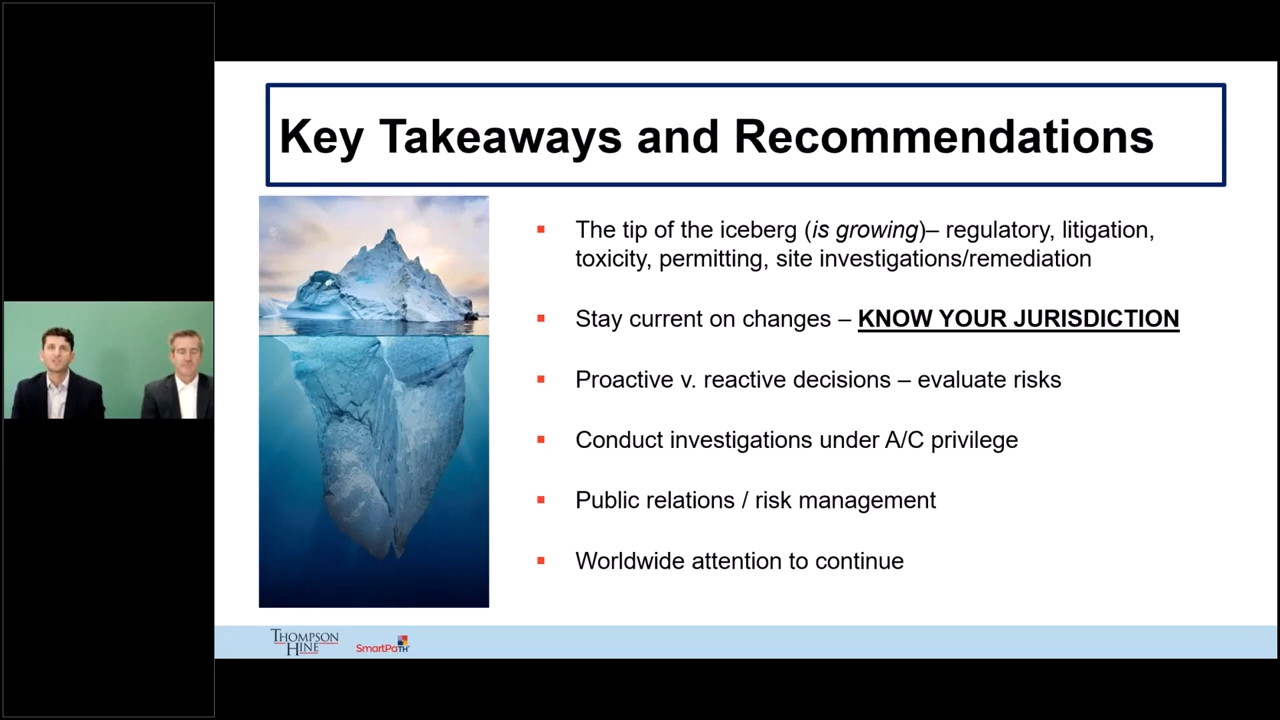 Key Takeaways and Recommendations
The tip of the iceberg (is growing)– regulatory, litigation,
toxicity, permitting, site investigations/remediation
Stay current on changes – KNOW YOUR JURISDICTION
Proactive v. reactive decisions – evaluate risks
Conduct investigations under A/C privilege
Public relations / risk management
Worldwide attention to continue
THOMPSON
HINE
SmartPaTH